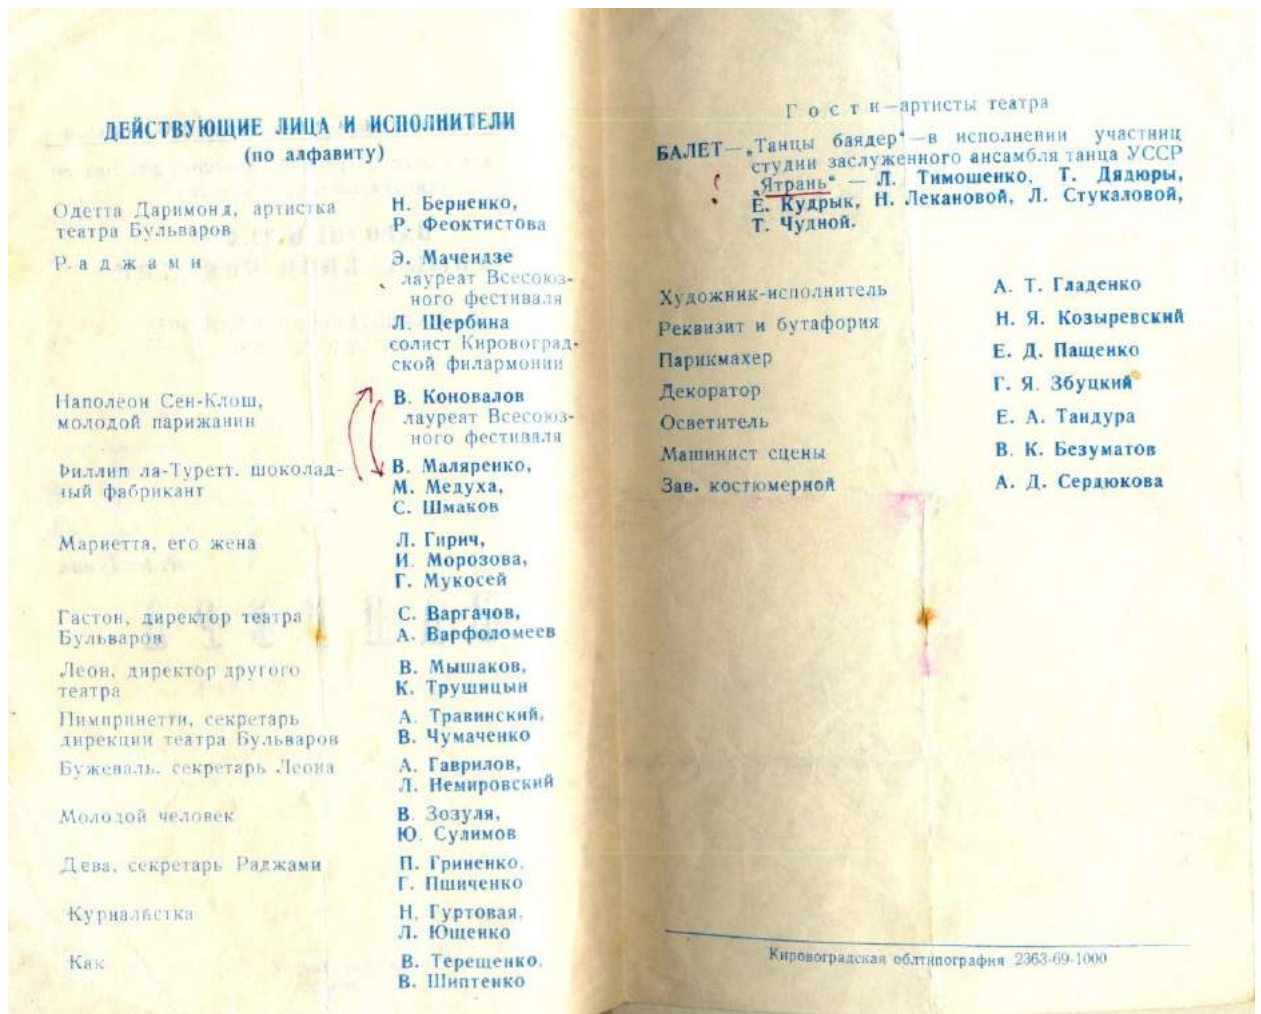 ДЕЙСТВУЮЩИЕ ЛИЦА И ИСПОЛНИТЕЛИ
(по алфавиту)
Одетта Даримонд, артистка
театра Бульваров
Н. Берненко,
Р. Феоктистова
Раджами
Э. Мачеидзе
лауреат Всесоюз-
ного фестиваля
Л. Щербина
солист Кировоград-
ской филармонии
Наполеон Сен-Клош,
молодой парижанин
В. Коновалов
лауреат Всесоюз-
ного фестиваля
Филлип ла-Туретт. шоколад-
ный фабрикант
В. Маляренко,
М. Медуха,
С. Шмаков
Мариетта, его жена
Л. Гирич,
И. Морозова,
Г. Мукосей
Гастон, директор театра
Бульваров
С. Варгачов,
А. Варфоломеев
Леон, директор другого
театра
В. Мышаков,
К. Трушицын
Пимпринетти, секретарь
дирекции театра Бульваров
А. Травинский,
В. Чумаченко
Бужеваль, секретарь Леона
А. Гаврилов,
Л. Немировский
Молодой человек
В. Зозуля,
Ю. Сулимов
Дева, секретарь Раджами
П. Гриненко,
Г. Пшиченко
Журналистка
Н. Гуртовая,
Л. Ющенко
Как
В. Терещенко,
В. Шиптенко
Гости—артисты театра
БАЛЕТ—„Танцы баядер“—в исполнении участниц
студии заслуженного ансамбля танца УССР
„Ятрань“ — Л. Тимошенко, Т. Дядюры,
Е. Кудрык, Н. Лекановой, Л. Стукаловой,
Т. Чудной.
Художник-исполнитель А. Т. Гладенко
Реквизит и бутафория Н. Я. Козыревский
Парикмахер Е. Д. Пащенко
Декоратор Г. Я. Збуцкий
Осветитель Е. А. Тандура
Машинист сцены В. К. Безуматов
Зав. костюмерной А. Д. Сердюкова
Кировоградская облтипография 2363-69-1000